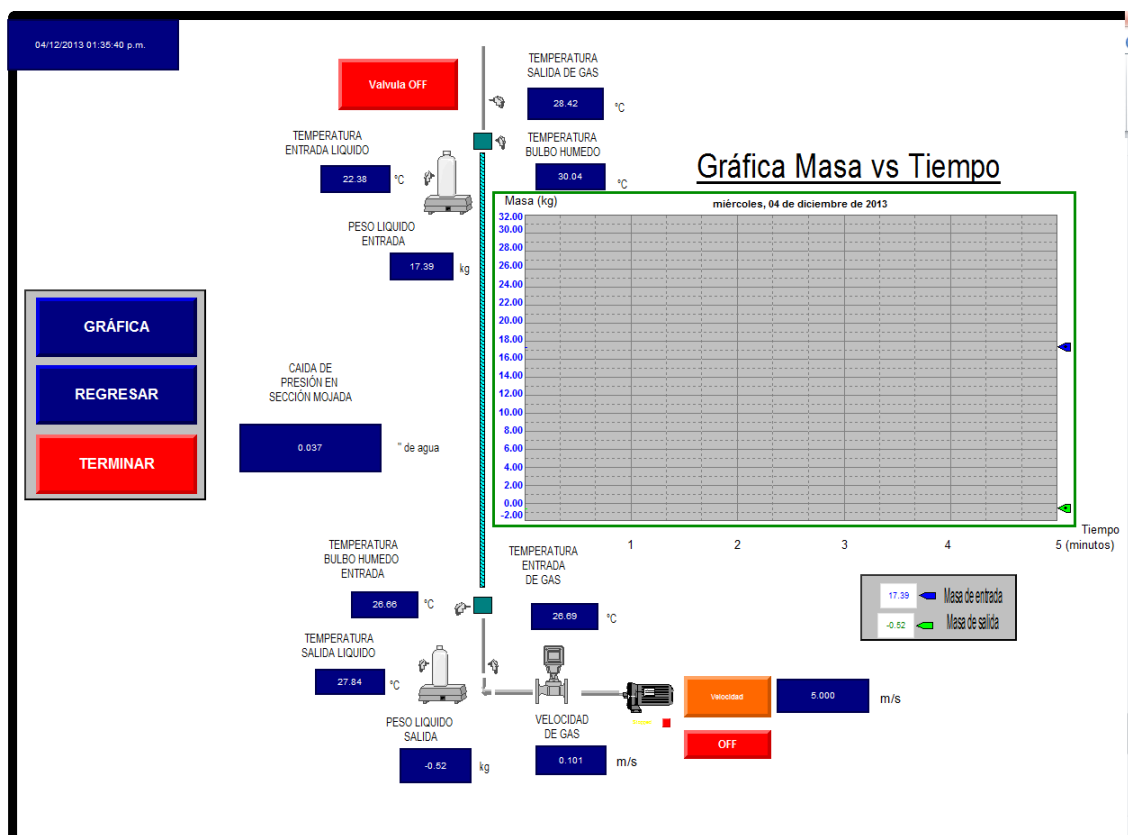 04/12/2013 01:35:40 p.m.
Valvula OFF
TEMPERATURA
SALIDA DE GAS
28.42 °C
TEMPERATURA
ENTRADA LIQUIDO
22.38 °C
TEMPERATURA
BULBO HUMEDO
30.04 °C
PESO LIQUIDO
ENTRADA
17.39 kg
Gráfica Masa vs Tiempo
Masa (kg)
miércoles, 04 de diciembre de 2013
32.00
30.00
28.00
26.00
24.00
22.00
20.00
18.00
16.00
14.00
12.00
10.00
8.00
6.00
4.00
2.00
0.00
-2.00
Tiempo
1 2 3 4 5 (minutos)
GRÁFICA
REGRESAR
TERMINAR
CAIDA DE
PRESIÓN EN
SECCIÓN MOJADA
0.037 " de agua
TEMPERATURA
BULBO HUMEDO
ENTRADA
26.66 °C
TEMPERATURA
ENTRADA
DE GAS
26.69 °C
17.39 Masa de entrada
-0.52 Masa de salida
TEMPERATURA
SALIDA LIQUIDO
27.84 °C
PESO LIQUIDO
SALIDA
-0.52 kg
VELOCIDAD
DE GAS
0.101 m/s
Velocidad
5.000 m/s
OFF